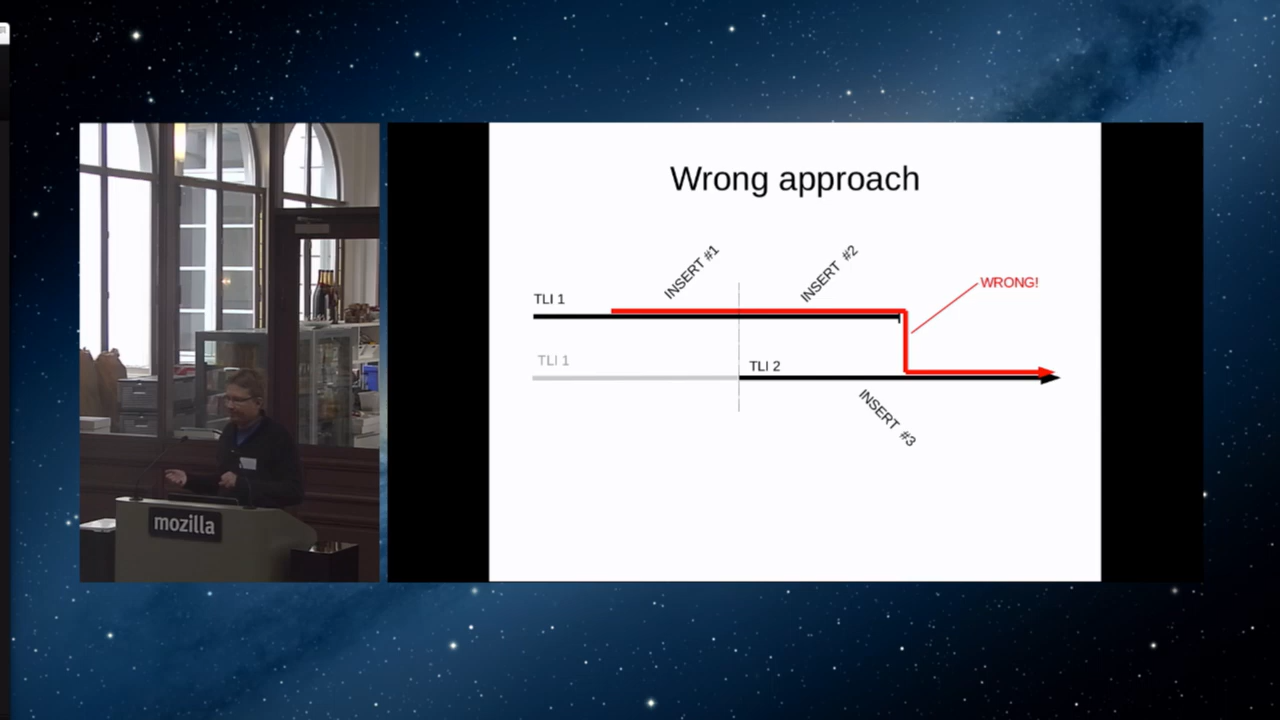 Wrong approach
INSERT #1
INSERT #2
WRONG!
TLI 1
TLI 1
TLI 2
INSERT #3
mozilla